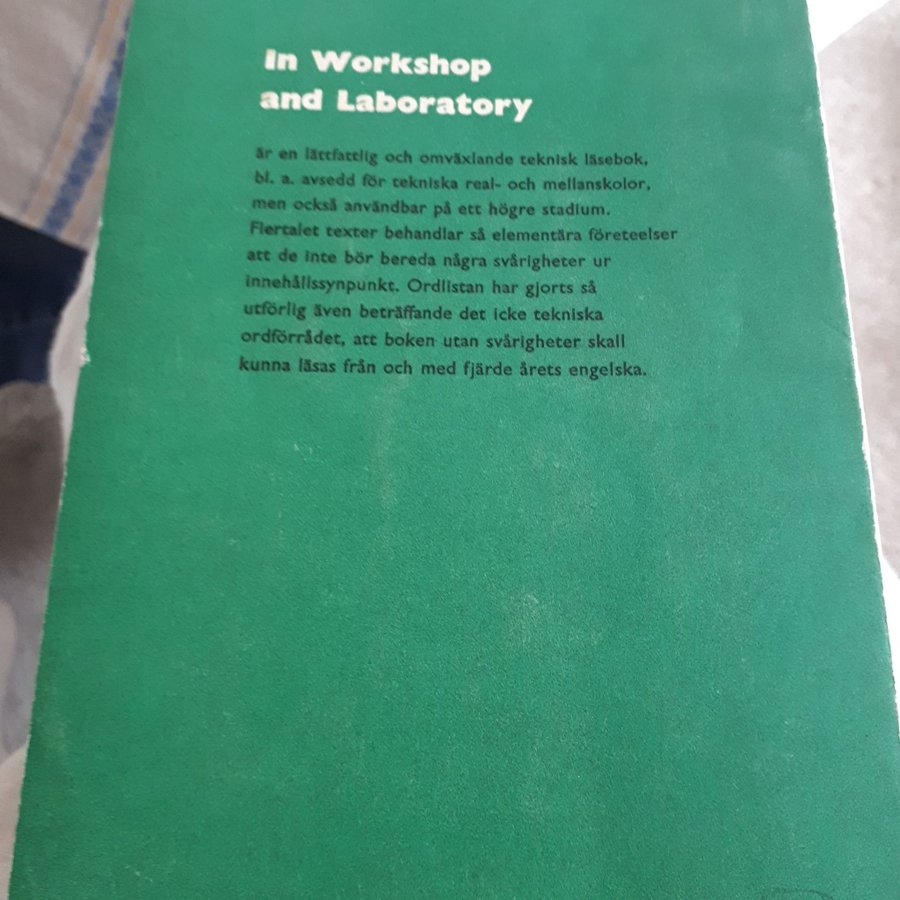 In Workshop
and Laboratory
är en lättfattlig och omväxlande teknisk läsebok,
bl. a. avsedd för tekniska real- och mellanskolor,
men också användbar på ett högre stadium.
Flertalet texter behandlar så elementära företeelser
att de inte bör bereda några svårigheter ur
innehållssynpunkt. Ordlistan har gjorts så
utförlig även beträffande det icke tekniska
ordförrådet, att boken utan svårigheter skall
kunna läsas från och med fjärde årets engelska.